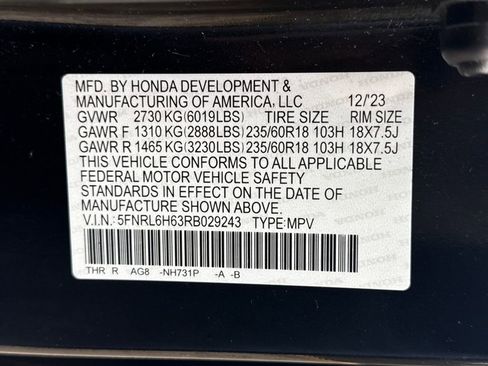 MFD. BY HONDA DEVELOPMENT &
MANUFACTURING OF AMERICA, LLC 12/'23
GVWR 2730 KG(6019LBS) TIRE SIZE RIM SIZE
GAWR F 1310 KG(2888LBS) 235/60R18 103H 18X7.5J
GAWR R 1465 KG(3230LBS) 235/60R18 103H 18X7.5J
THIS VEHICLE CONFORMS TO ALL APPLICABLE
FEDERAL MOTOR VEHICLE SAFETY
STANDARDS IN EFFECT ON THE DATE OF
MANUFACTURE SHOWN ABOVE.
V.I.N.: 5FNRL6H63RB029243 TYPE:MPV
THR R AG8 -NH731P -A -B